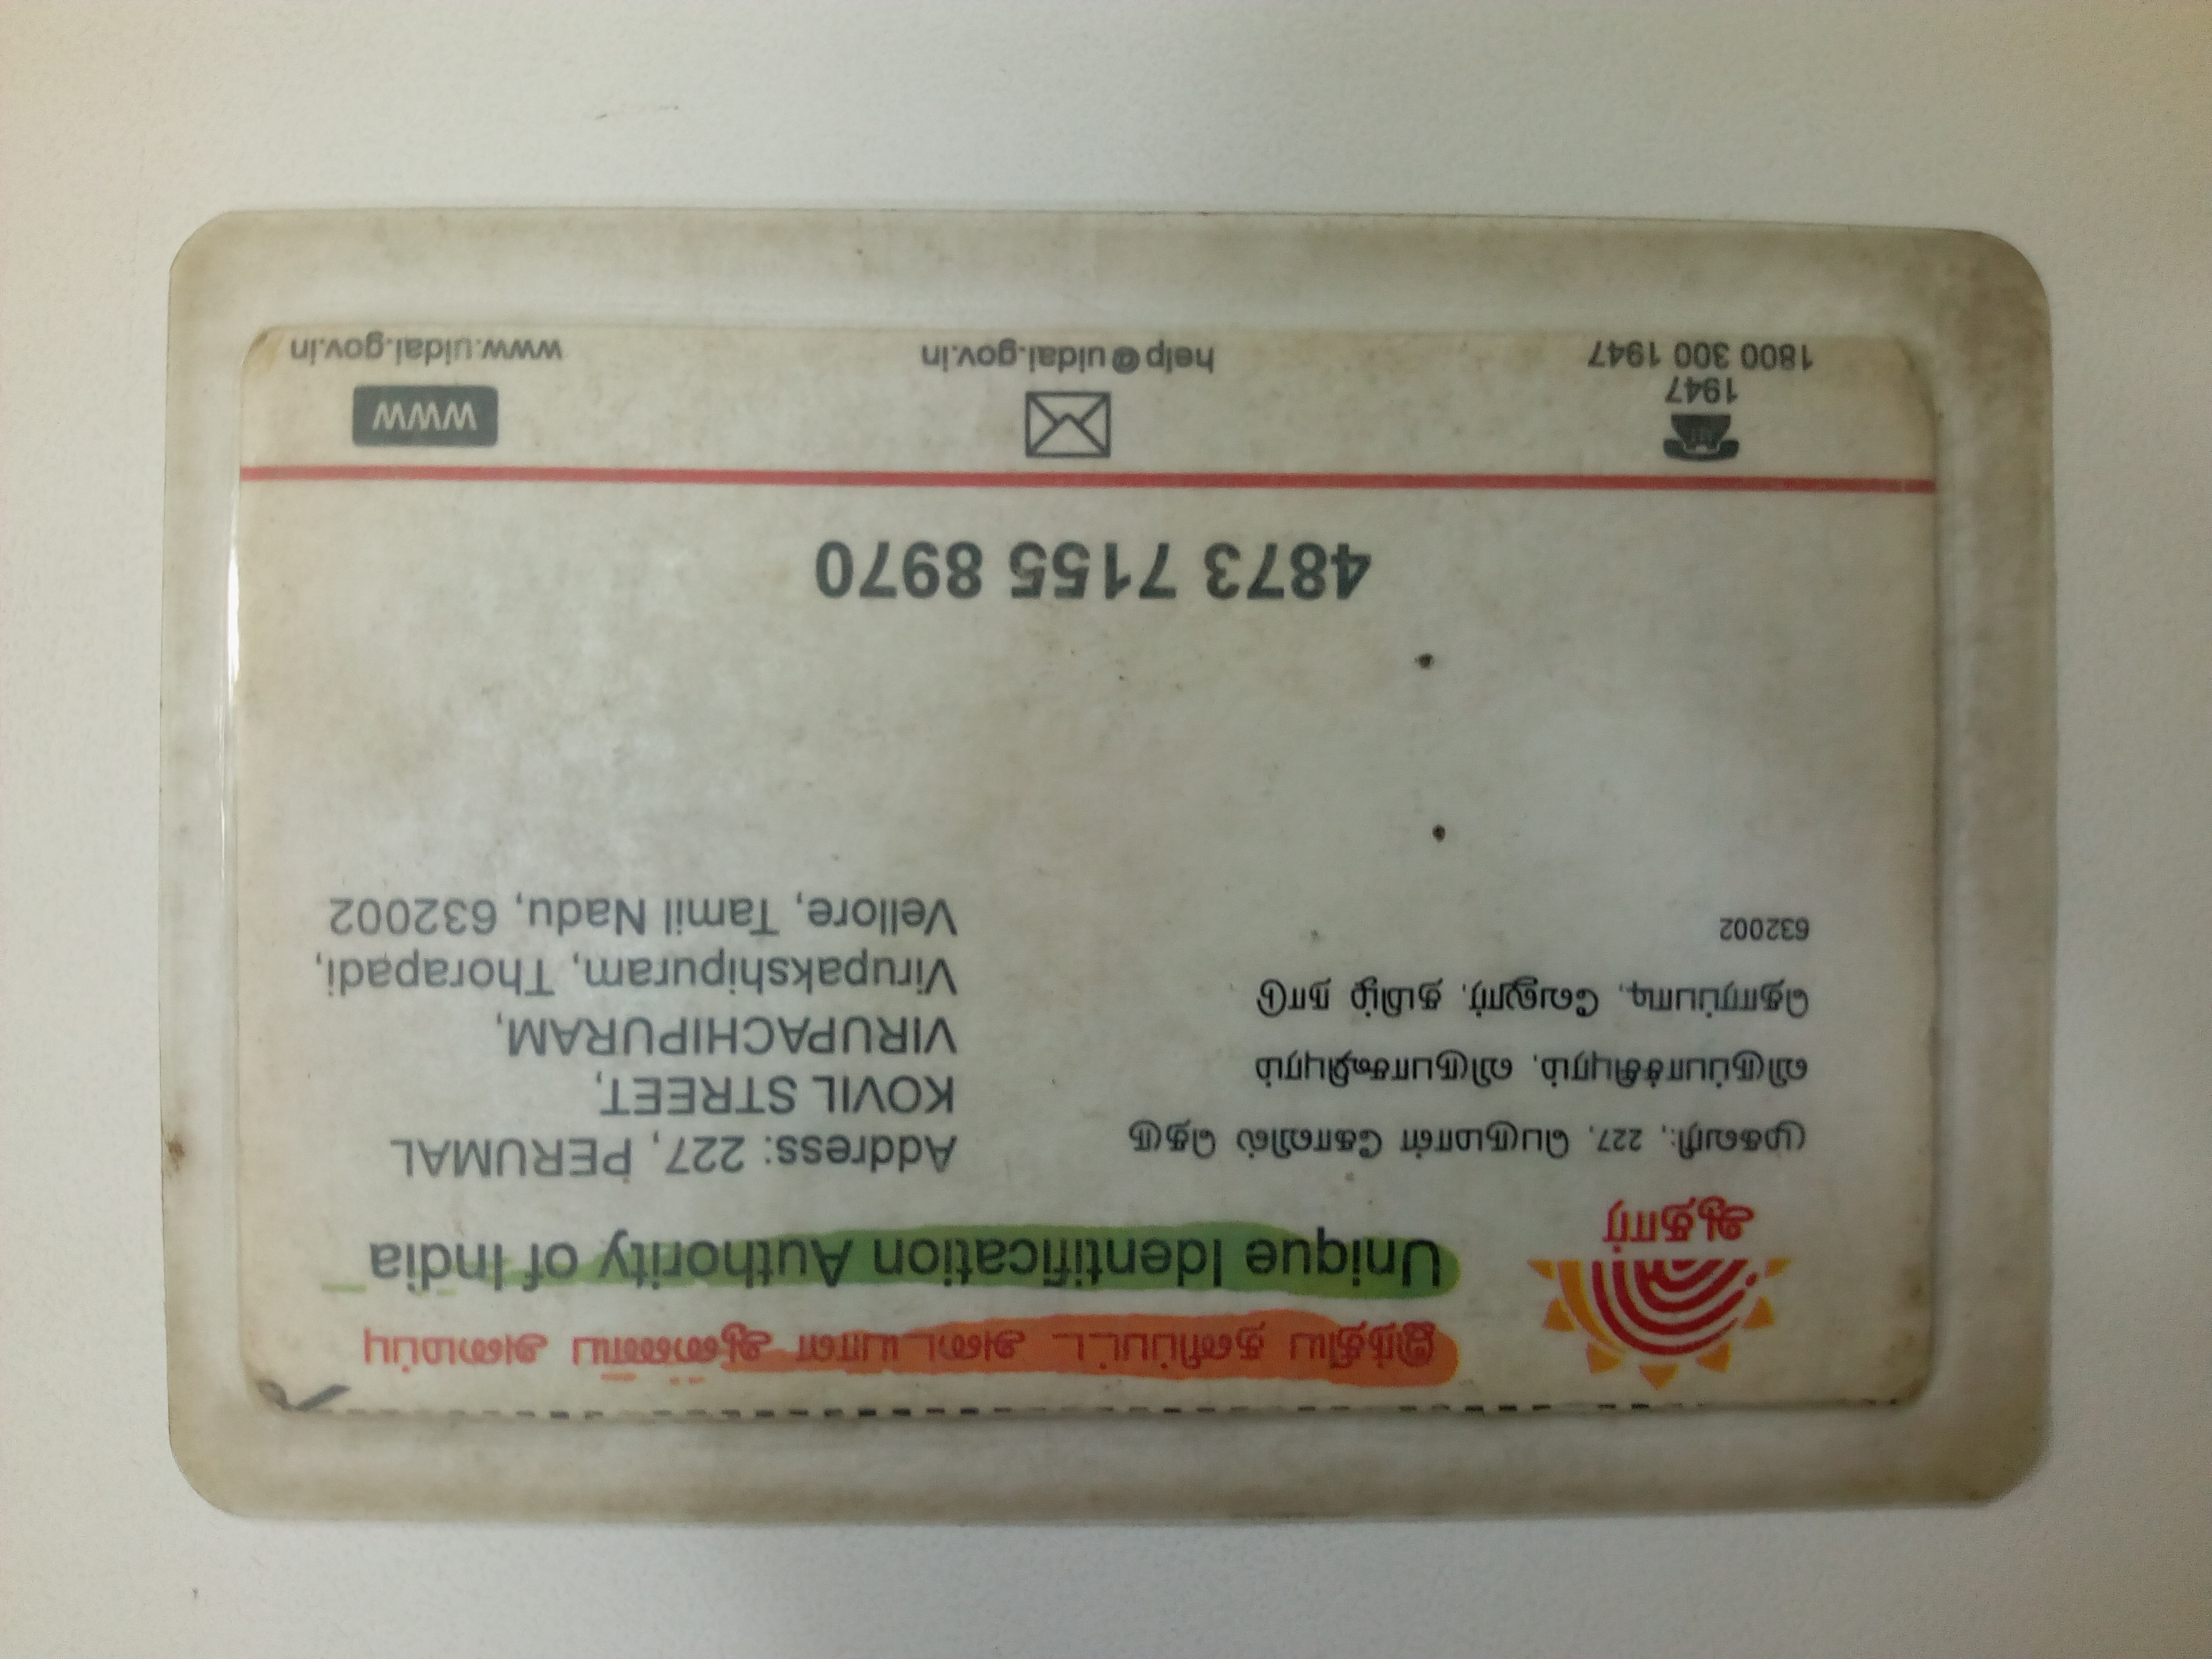 இந்திய தனிப்பட்ட அடையாள ஆணைய அமைப்பு
Unique Identification Authority of India
ஆதார்
முகவரி:, 227, பெருமாள் கோவில் தெரு
விருப்பாச்சிபுரம், விருபாக்ஷிபுரம்
தொரப்பாடி, வேலூர், தமிழ் நாடு
632002
Address: 227, PERUMAL
KOVIL STREET,
VIRUPACHIPURAM,
Virupakshipuram, Thorapadi,
Vellore, Tamil Nadu, 632002
4873 7155 8970
1947
1800 300 1947
help@uidai.gov.in
WWW
www.uidai.gov.in